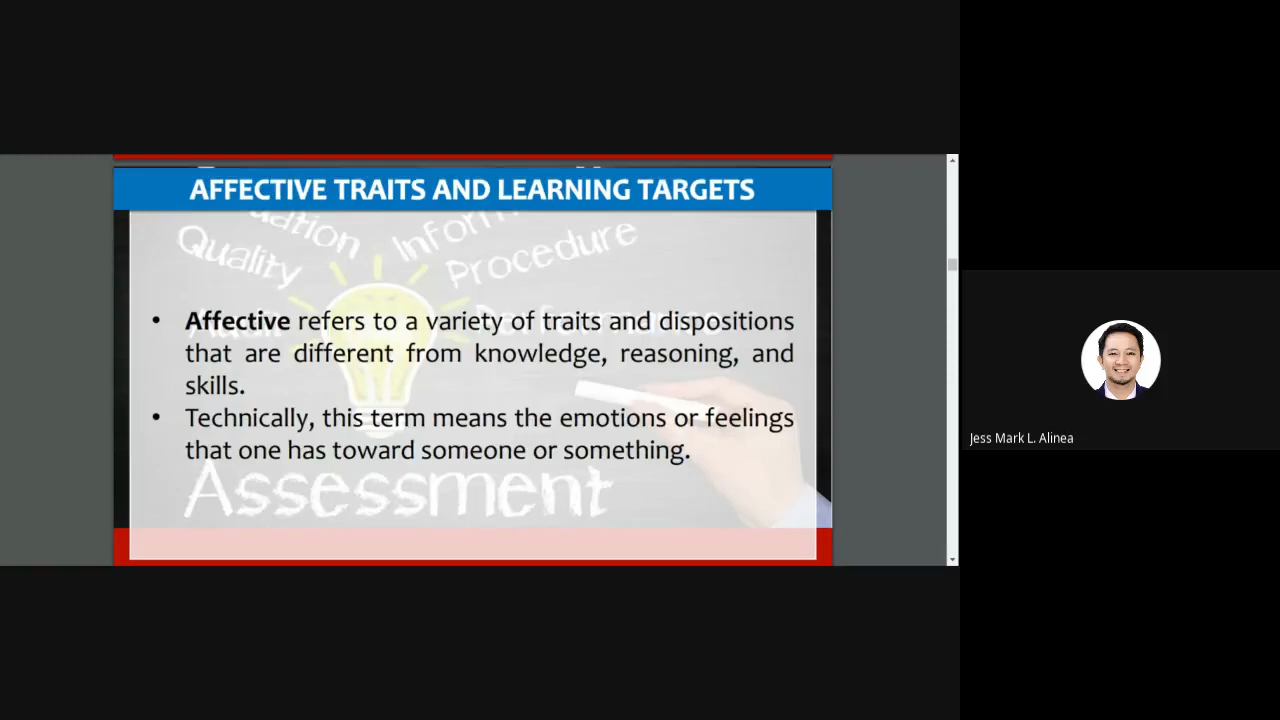 AFFECTIVE TRAITS AND LEARNING TARGETS
Quality
Procedure
• Affective refers to a variety of traits and dispositions
that are different from knowledge, reasoning, and
skills.
• Technically, this term means the emotions or feelings
that one has toward someone or something.
Assessment
Jess Mark L. Alinea